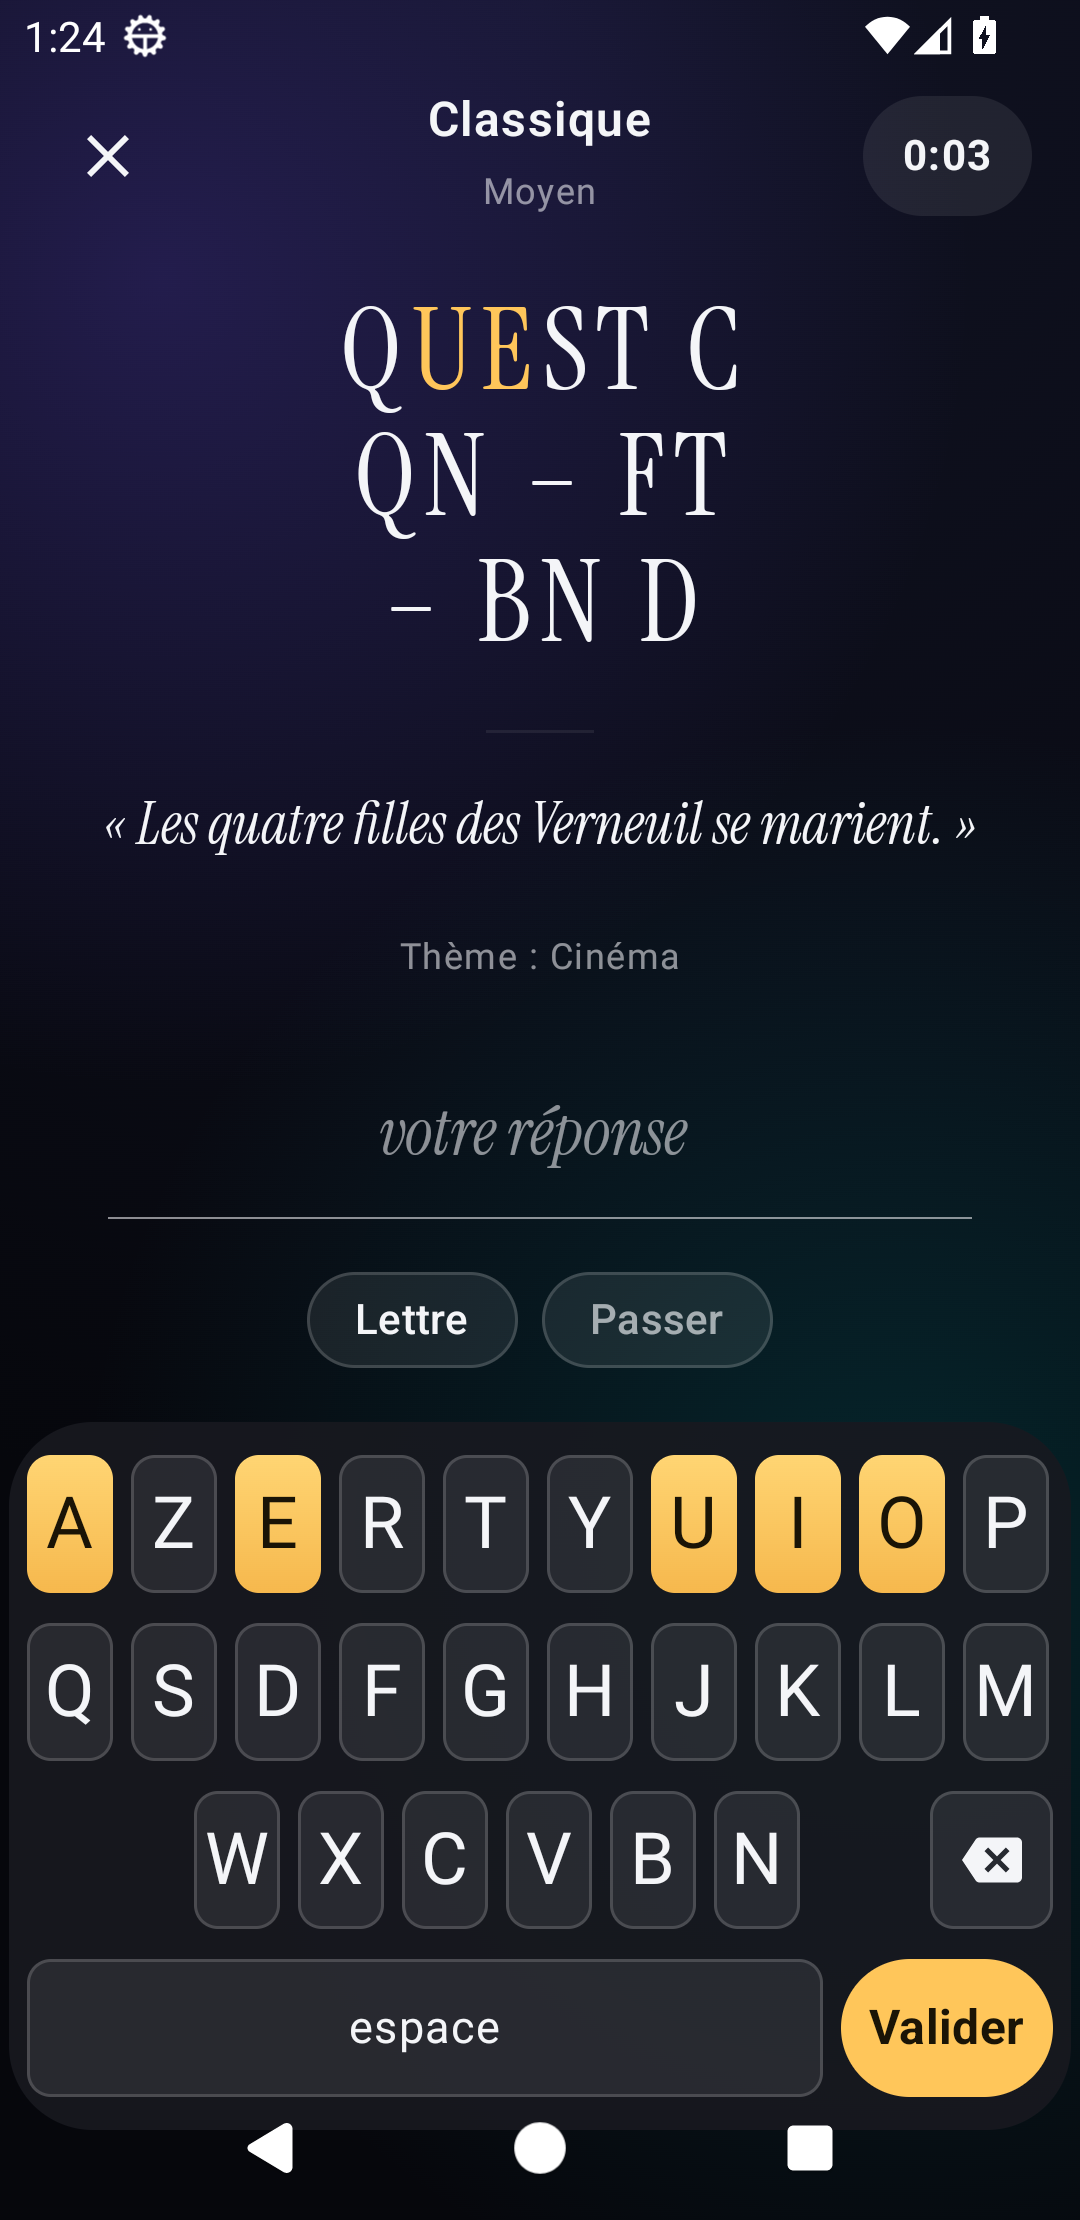 1:24
Classique
Moyen
0:03
QUEST C
QN – FT
– BN D
« Les quatre filles des Verneuil se marient. »
Thème : Cinéma
votre réponse
Lettre Passer
A Z E R T Y U I O P
Q S D F G H J K L M
W X C V B N
espace Valider